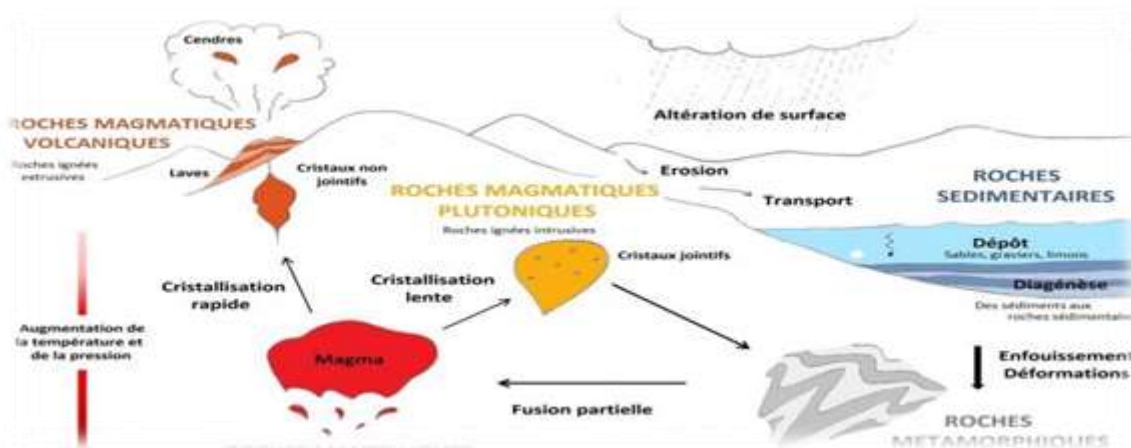 Cendres
ROCHES MAGMATIQUES
VOLCANIQUES
Roches ignées
extrusives
Laves
Cristaux non
jointifs
Altération de surface
Erosion
Transport
ROCHES MAGMATIQUES
PLUTONIQUES
Roches ignées intrusives
ROCHES
SEDIMENTAIRES
Dépôt
Sables, graviers, limons
Diagénèse
Des sédiments aux
roches sédimentaire
Cristaux jointifs
Cristallisation
rapide
Cristallisation
lente
Augmentation de
la température et
de la pression
Magma
Fusion partielle
Enfouissement
Déformations
ROCHES
METAMORPHIQUES